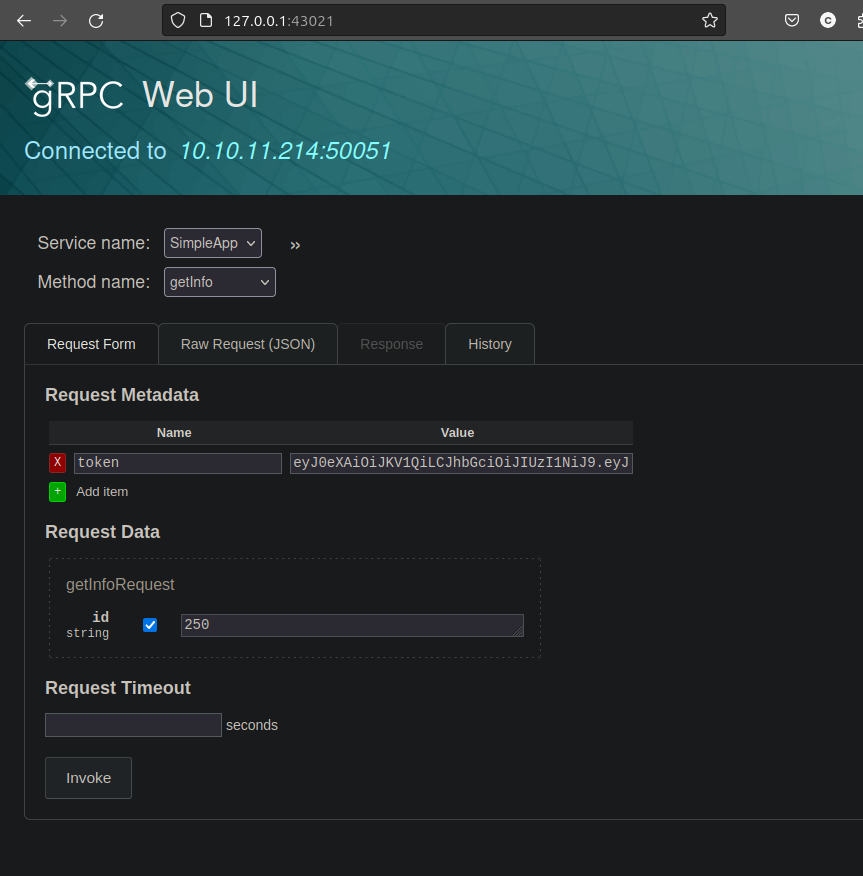 127.0.0.1:43021
C
gRPC Web UI
Connected to 10.10.11.214:50051
Service name: SimpleApp »
Method name: getInfo
Request Form Raw Request (JSON) Response History
Request Metadata
Name Value
X token eyJ0eXAiOiJKV1QiLCJhbGciOiJIUzI1NiJ9.eyJ
+ Add item
Request Data
getInfoRequest
id
string 250
Request Timeout
seconds
Invoke